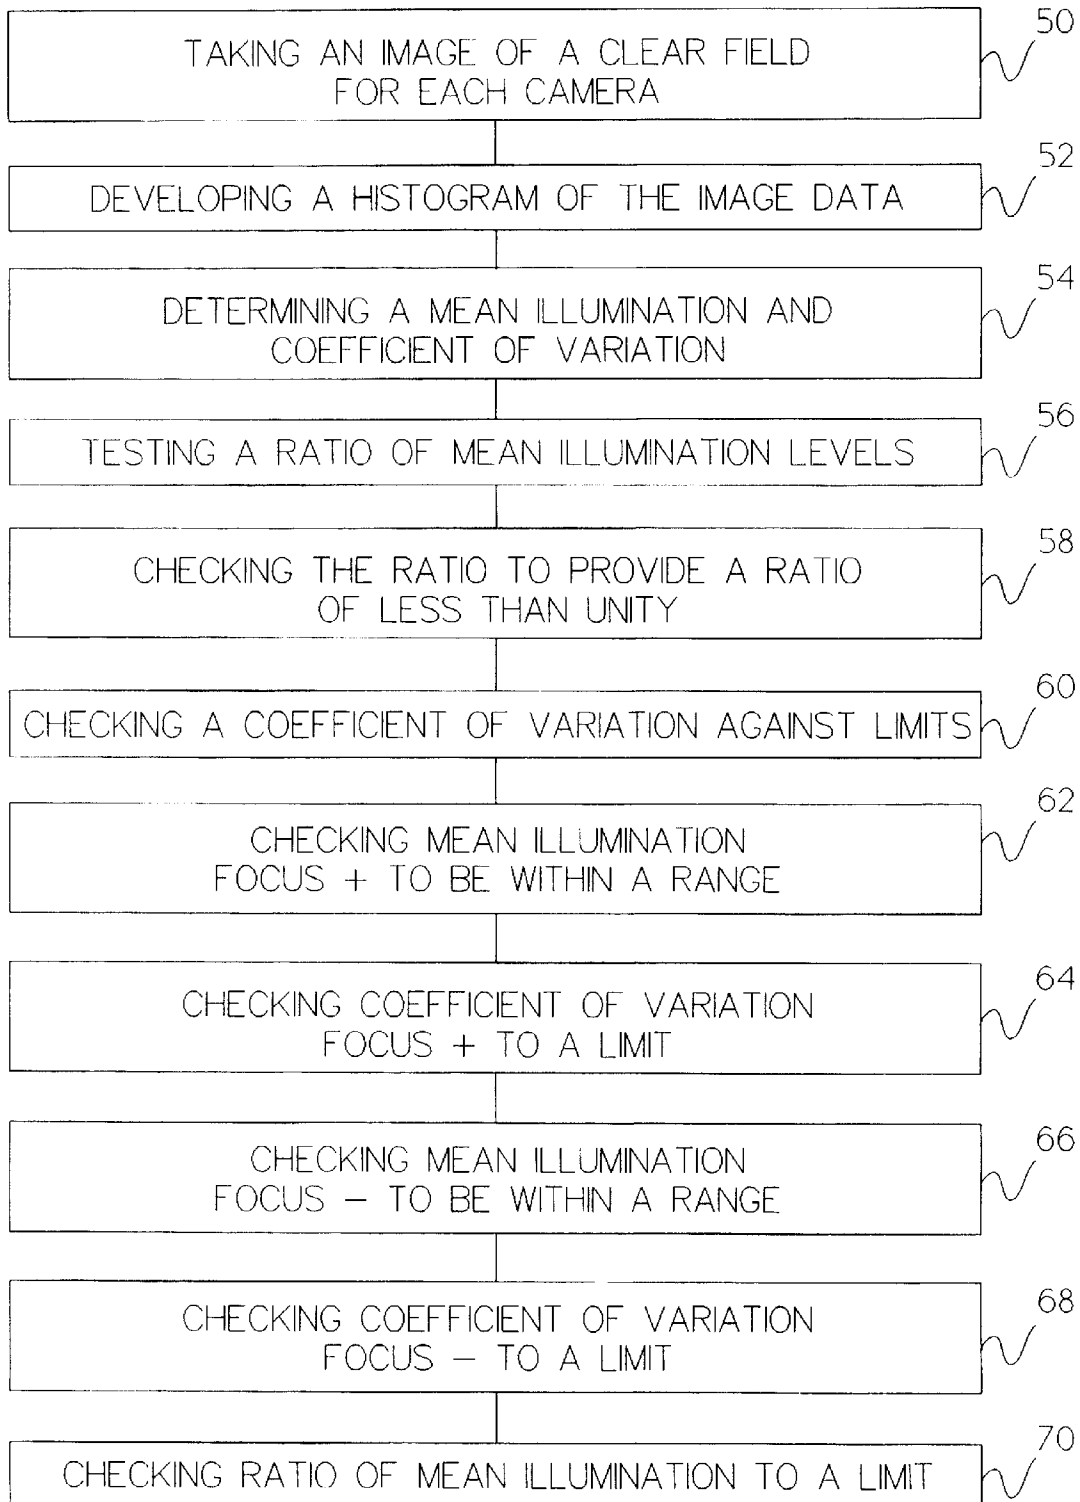 50
TAKING AN IMAGE OF A CLEAR FIELD
FOR EACH CAMERA
52
DEVELOPING A HISTOGRAM OF THE IMAGE DATA
54
DETERMINING A MEAN ILLUMINATION AND
COEFFICIENT OF VARIATION
56
TESTING A RATIO OF MEAN ILLUMINATION LEVELS
58
CHECKING THE RATIO TO PROVIDE A RATIO
OF LESS THAN UNITY
60
CHECKING A COEFFICIENT OF VARIATION AGAINST LIMITS
62
CHECKING MEAN ILLUMINATION
FOCUS + TO BE WITHIN A RANGE
64
CHECKING COEFFICIENT OF VARIATION
FOCUS + TO A LIMIT
66
CHECKING MEAN ILLUMINATION
FOCUS − TO BE WITHIN A RANGE
68
CHECKING COEFFICIENT OF VARIATION
FOCUS − TO A LIMIT
70
CHECKING RATIO OF MEAN ILLUMINATION TO A LIMIT